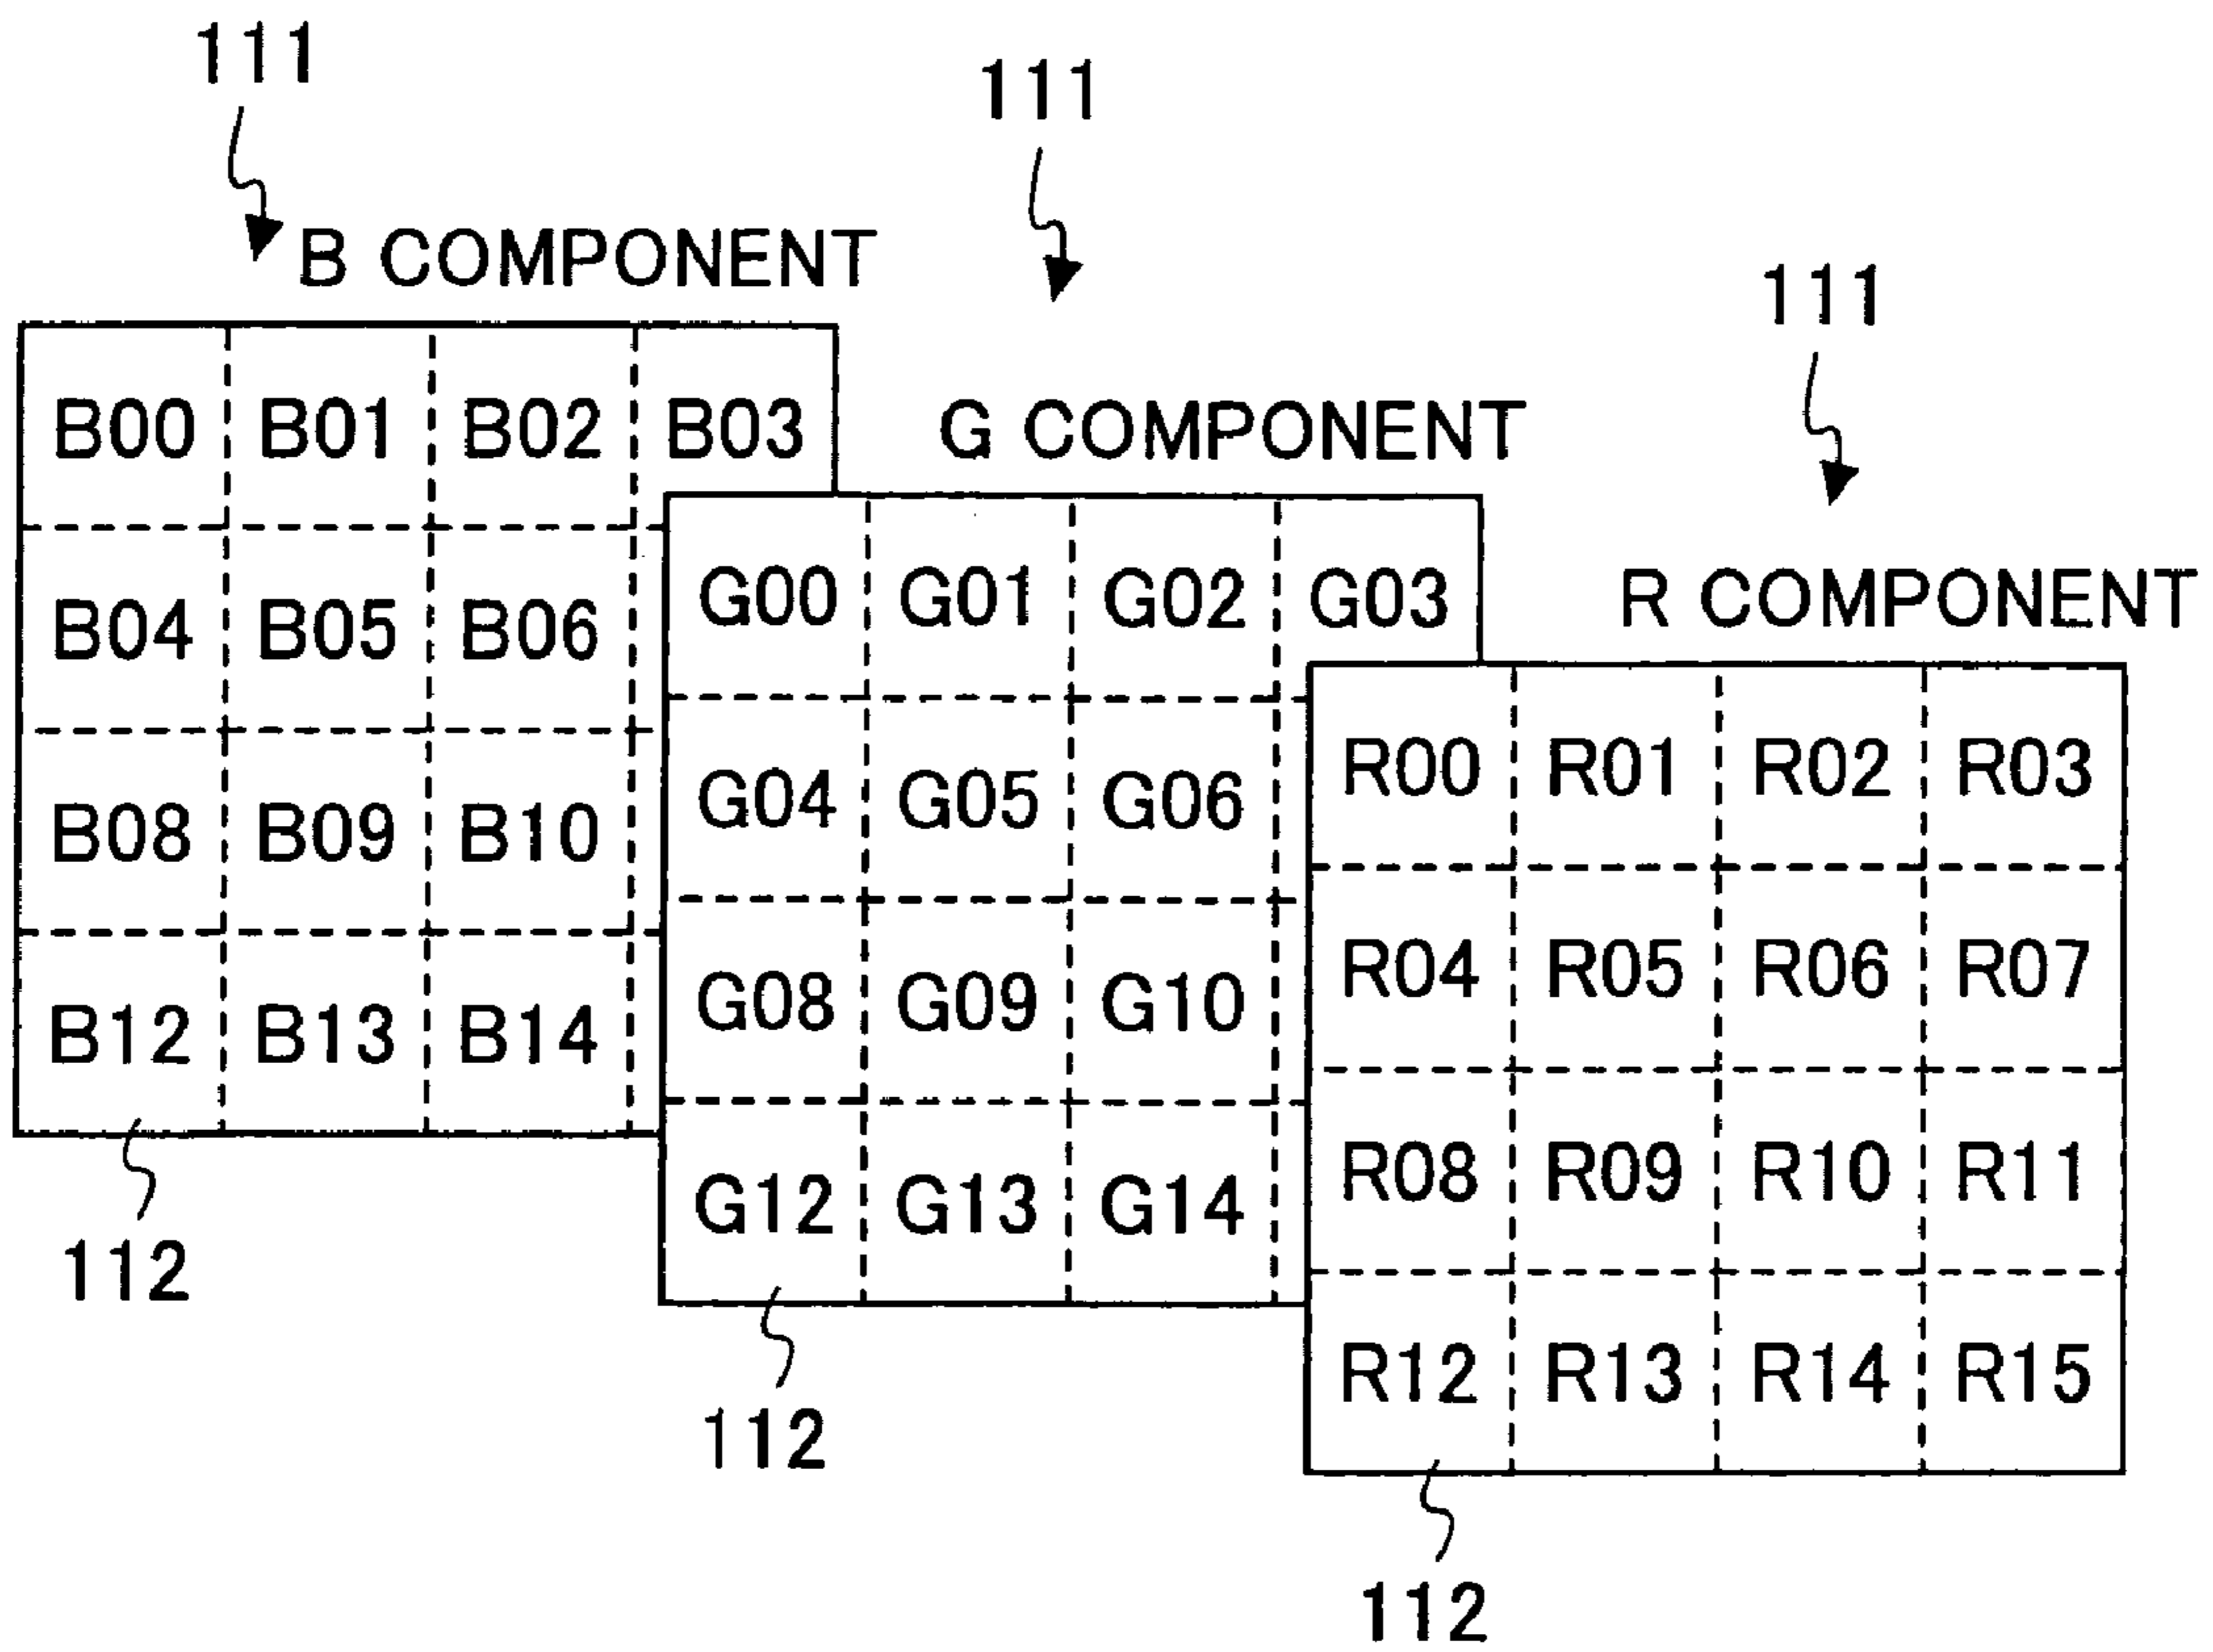 111
111
111
B COMPONENT
B00 B01 B02 B03
B04 B05 B06
B08 B09 B10
B12 B13 B14
112
G COMPONENT
G00 G01 G02 G03
G04 G05 G06
G08 G09 G10
G12 G13 G14
112
R COMPONENT
R00 R01 R02 R03
R04 R05 R06 R07
R08 R09 R10 R11
R12 R13 R14 R15
112